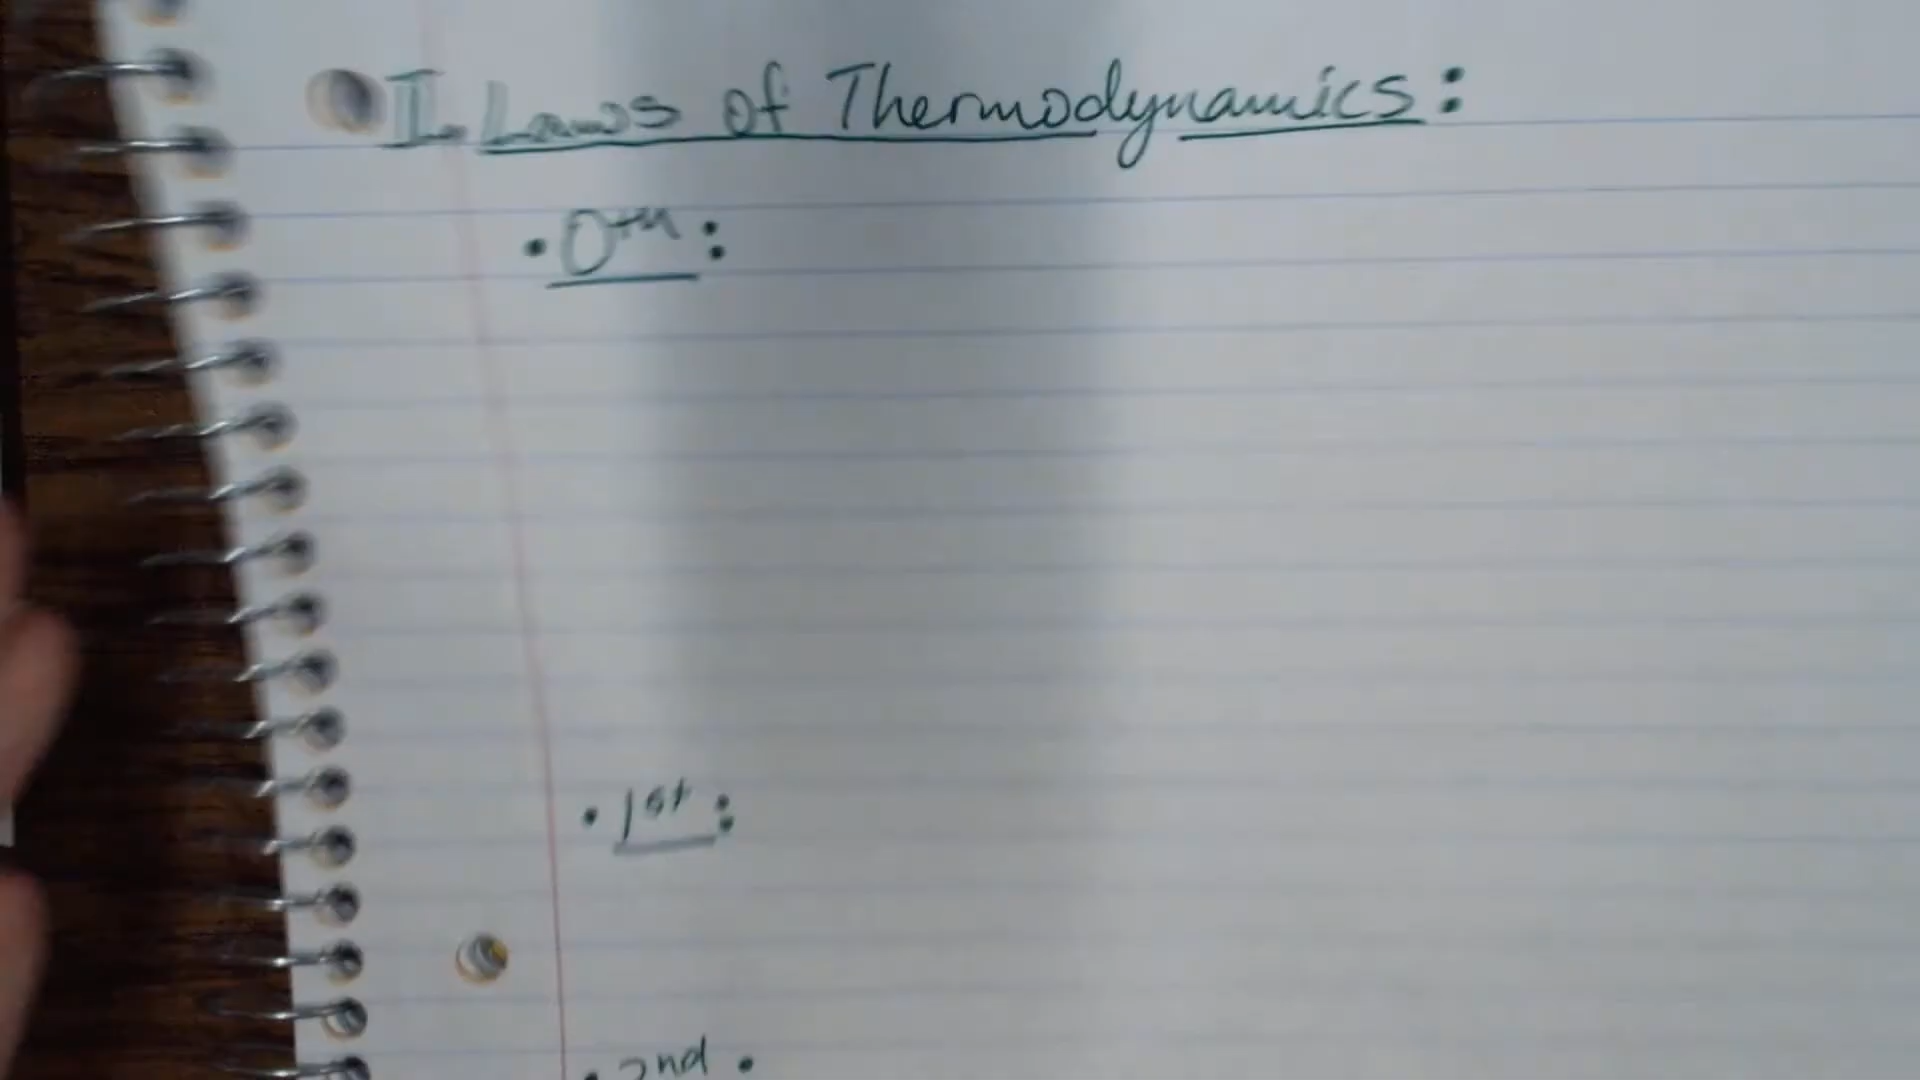 I. Laws of Thermodynamics:
• 0th:
• 1st:
• 2nd: